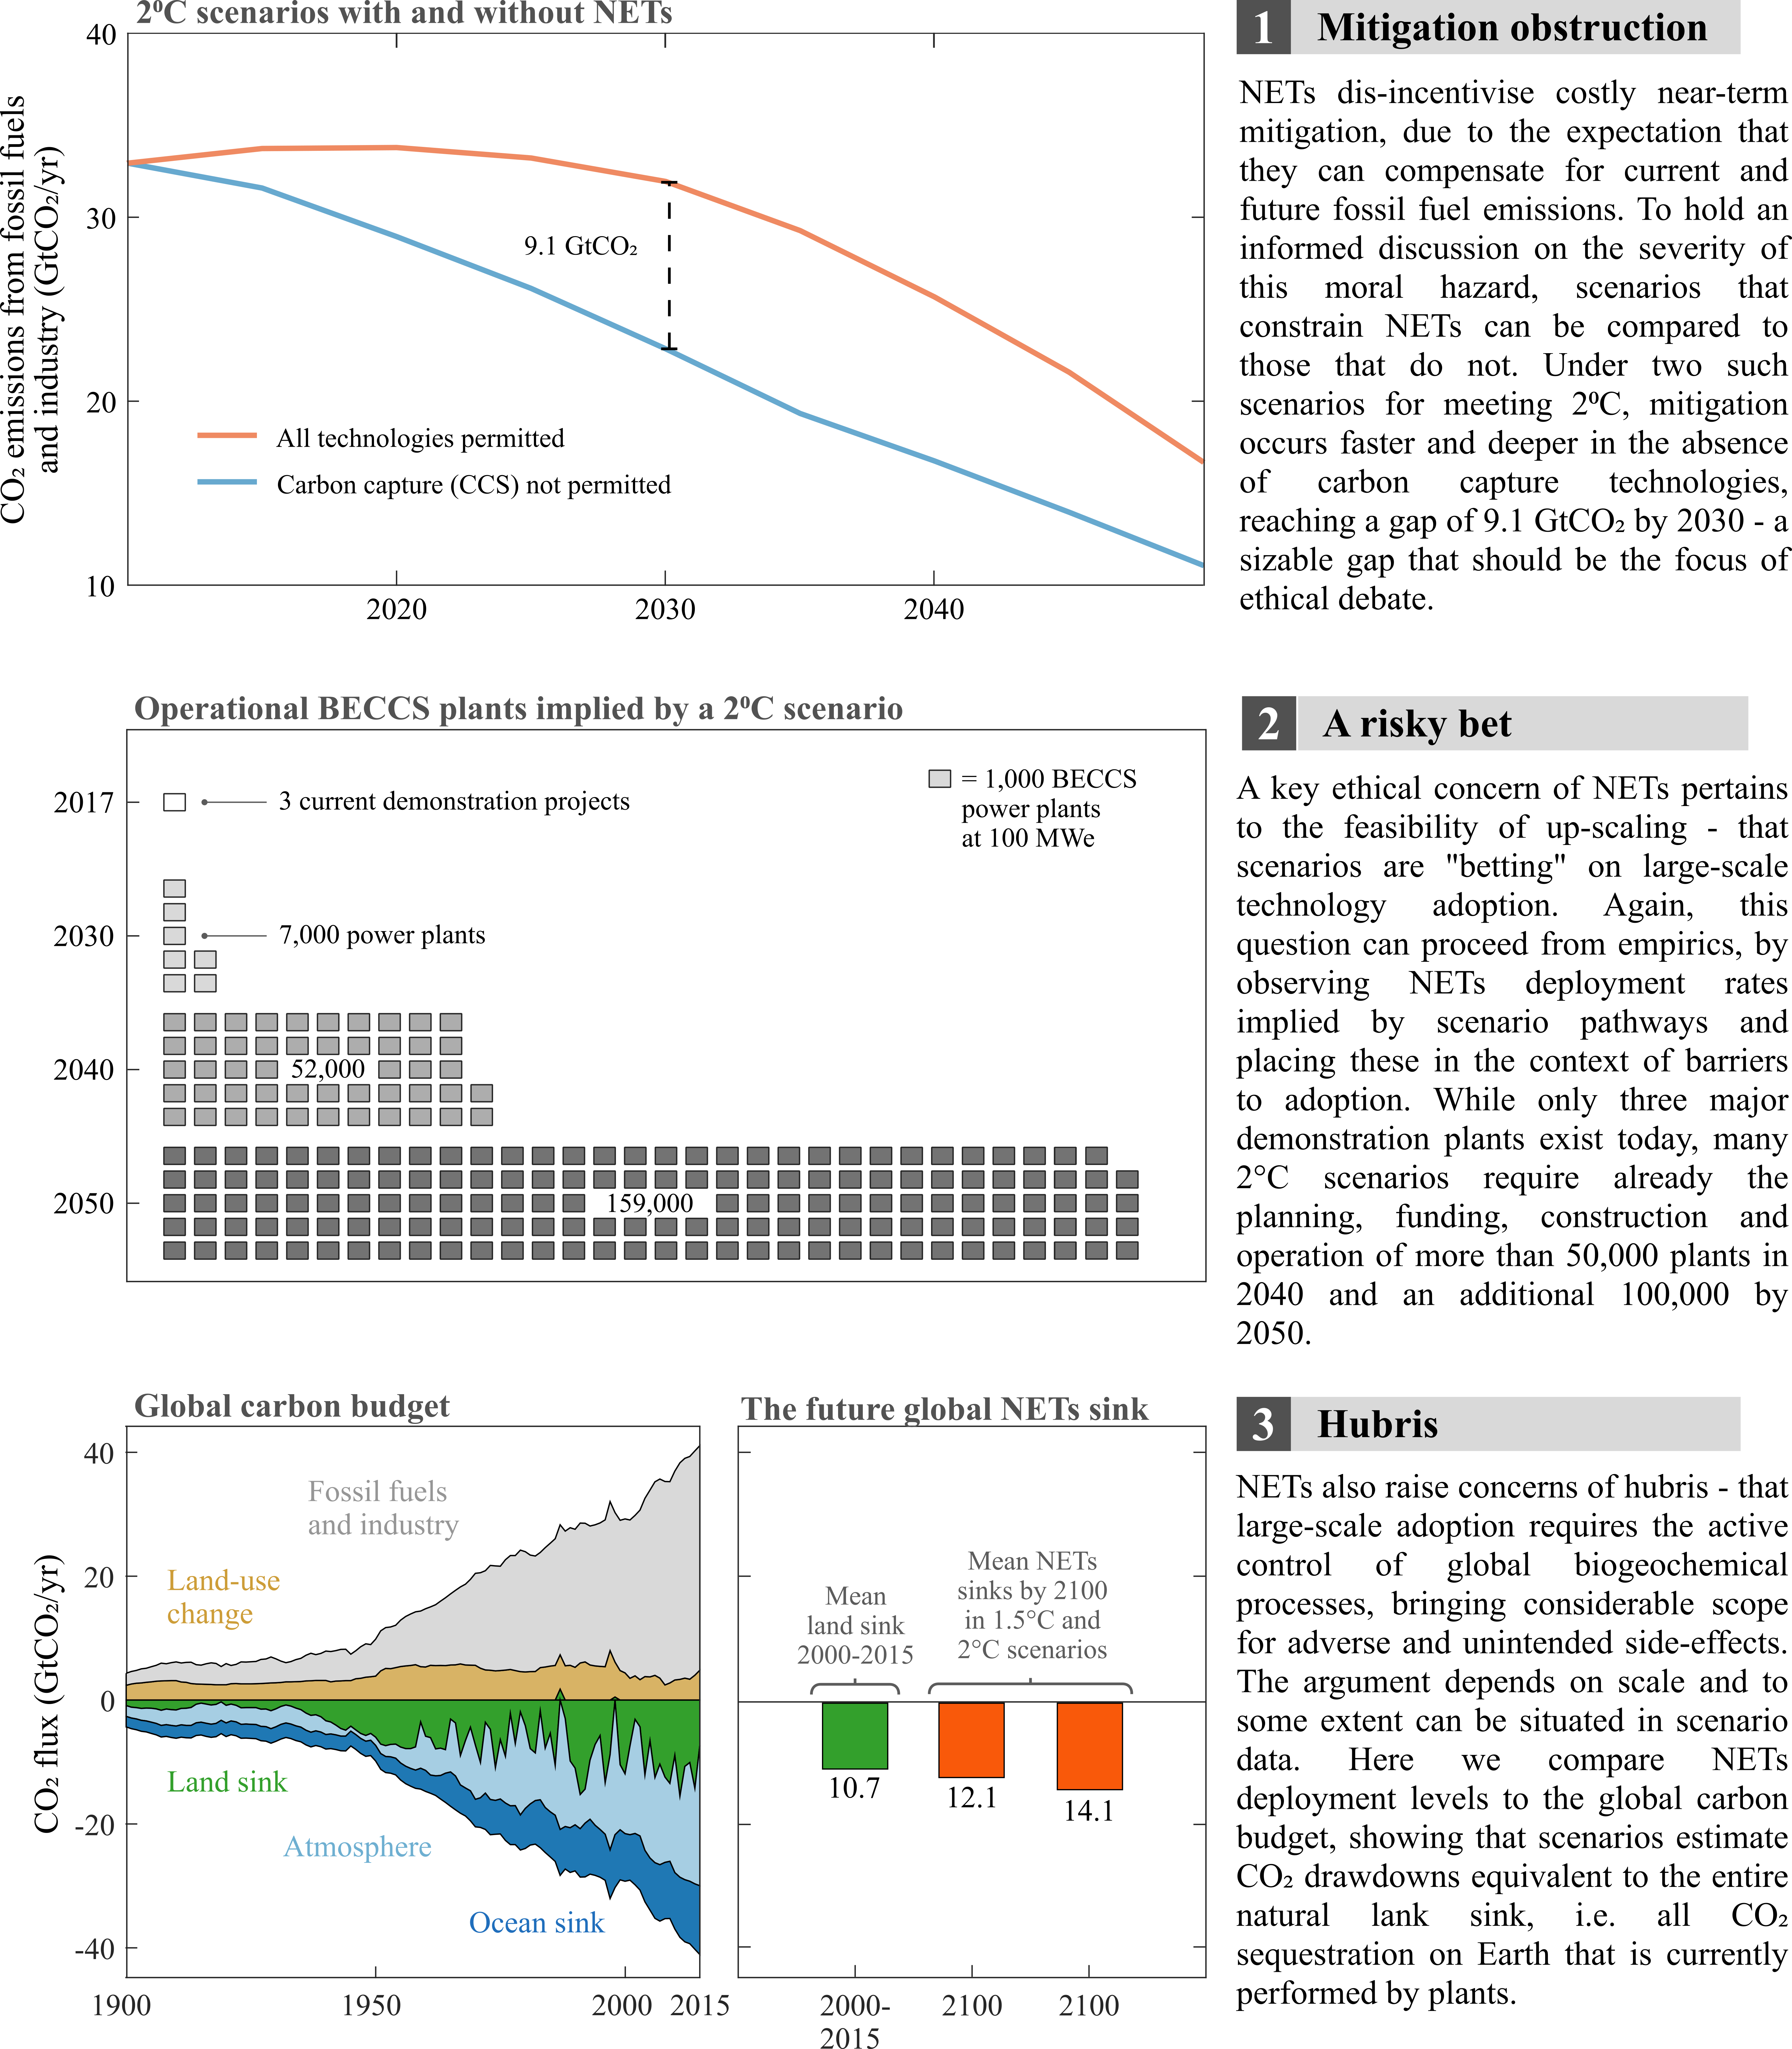 2⁰C scenarios with and without NETs
CO₂ emissions from fossil fuels
and industry (GtCO₂/yr)
40
30
20
10
9.1 GtCO₂
All technologies permitted
Carbon capture (CCS) not permitted
2020
2030
2040
1
Mitigation obstruction
NETs dis-incentivise costly near-term
mitigation, due to the expectation that
they can compensate for current and
future fossil fuel emissions. To hold an
informed discussion on the severity of
this moral hazard, scenarios that
constrain NETs can be compared to
those that do not. Under two such
scenarios for meeting 2⁰C, mitigation
occurs faster and deeper in the absence
of carbon capture technologies,
reaching a gap of 9.1 GtCO₂ by 2030 - a
sizable gap that should be the focus of
ethical debate.
Operational BECCS plants implied by a 2⁰C scenario
2017
3 current demonstration projects
= 1,000 BECCS
power plants
at 100 MWe
2030
7,000 power plants
2040
52,000
2050
159,000
2
A risky bet
A key ethical concern of NETs pertains
to the feasibility of up-scaling - that
scenarios are "betting" on large-scale
technology adoption. Again, this
question can proceed from empirics, by
observing NETs deployment rates
implied by scenario pathways and
placing these in the context of barriers
to adoption. While only three major
demonstration plants exist today, many
2°C scenarios require already the
planning, funding, construction and
operation of more than 50,000 plants in
2040 and an additional 100,000 by
2050.
Global carbon budget
CO₂ flux (GtCO₂/yr)
40
20
0
-20
-40
Fossil fuels
and industry
Land-use
change
Land sink
Atmosphere
Ocean sink
1900
1950
2000
2015
The future global NETs sink
Mean
land sink
2000-2015
Mean NETs
sinks by 2100
in 1.5°C and
2°C scenarios
10.7
12.1
14.1
2000-
2015
2100
2100
3
Hubris
NETs also raise concerns of hubris - that
large-scale adoption requires the active
control of global biogeochemical
processes, bringing considerable scope
for adverse and unintended side-effects.
The argument depends on scale and to
some extent can be situated in scenario
data. Here we compare NETs
deployment levels to the global carbon
budget, showing that scenarios estimate
CO₂ drawdowns equivalent to the entire
natural lank sink, i.e. all CO₂
sequestration on Earth that is currently
performed by plants.